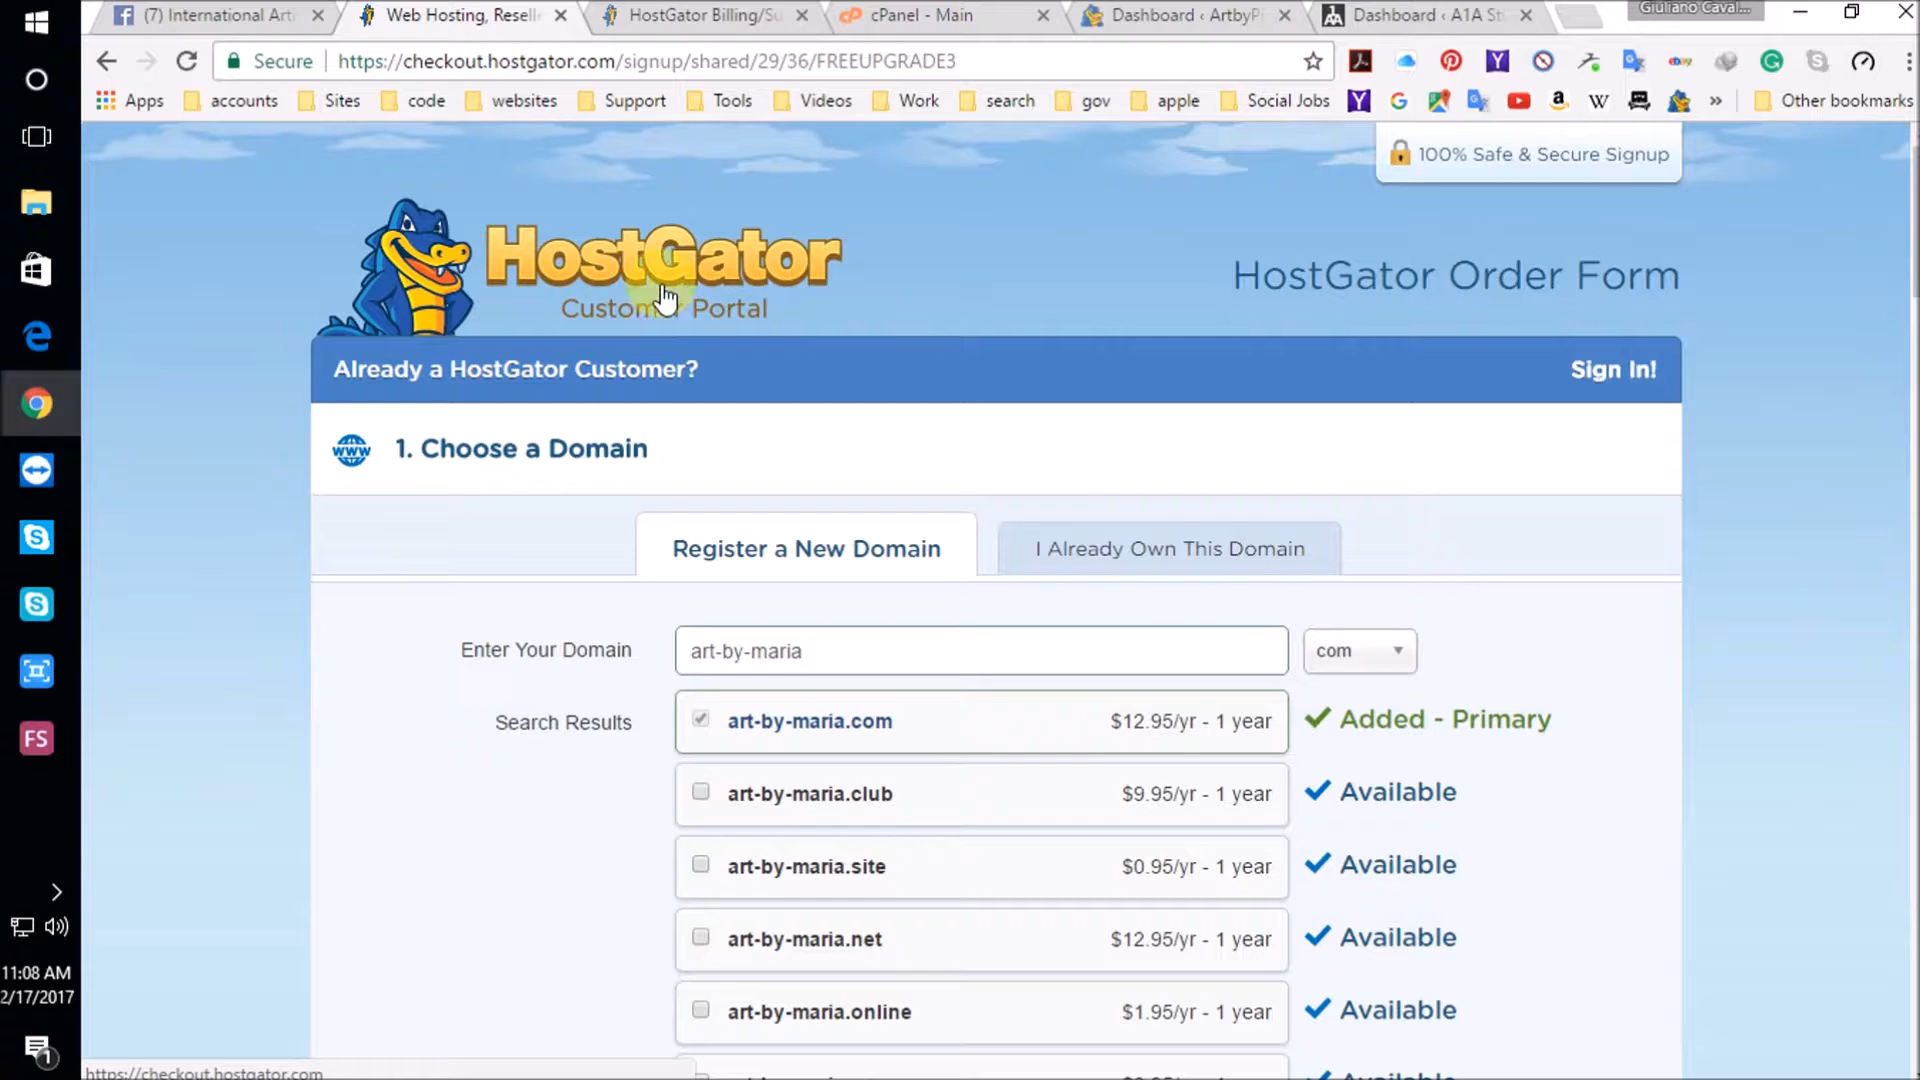 (7) International Art
Web Hosting, Resell
HostGator Billing/Su
cPanel - Main
Dashboard ‹ ArtbyPi
Dashboard ‹ A1A St
Giuliano Caval...
Secure
https://checkout.hostgator.com/signup/shared/29/36/FREEUPGRADE3
Apps
accounts
Sites
code
websites
Support
Tools
Videos
Work
search
gov
apple
Social Jobs
»
Other bookmarks
100% Safe & Secure Signup
HostGator
Customer Portal
HostGator Order Form
Already a HostGator Customer?
Sign In!
1. Choose a Domain
Register a New Domain
I Already Own This Domain
Enter Your Domain
art-by-maria
com
Search Results
art-by-maria.com
$12.95/yr - 1 year
Added - Primary
art-by-maria.club
$9.95/yr - 1 year
Available
art-by-maria.site
$0.95/yr - 1 year
Available
art-by-maria.net
$12.95/yr - 1 year
Available
art-by-maria.online
$1.95/yr - 1 year
Available
FS
11:08 AM
2/17/2017
1
https://checkout.hostgator.com